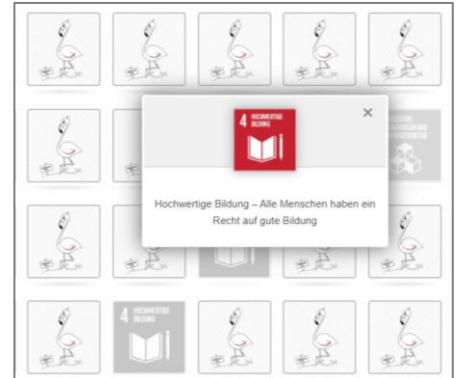 4 HOCHWERTIGE
BILDUNG
×
Hochwertige Bildung – Alle Menschen haben ein
Recht auf gute Bildung
4 HOCHWERTIGE
BILDUNG